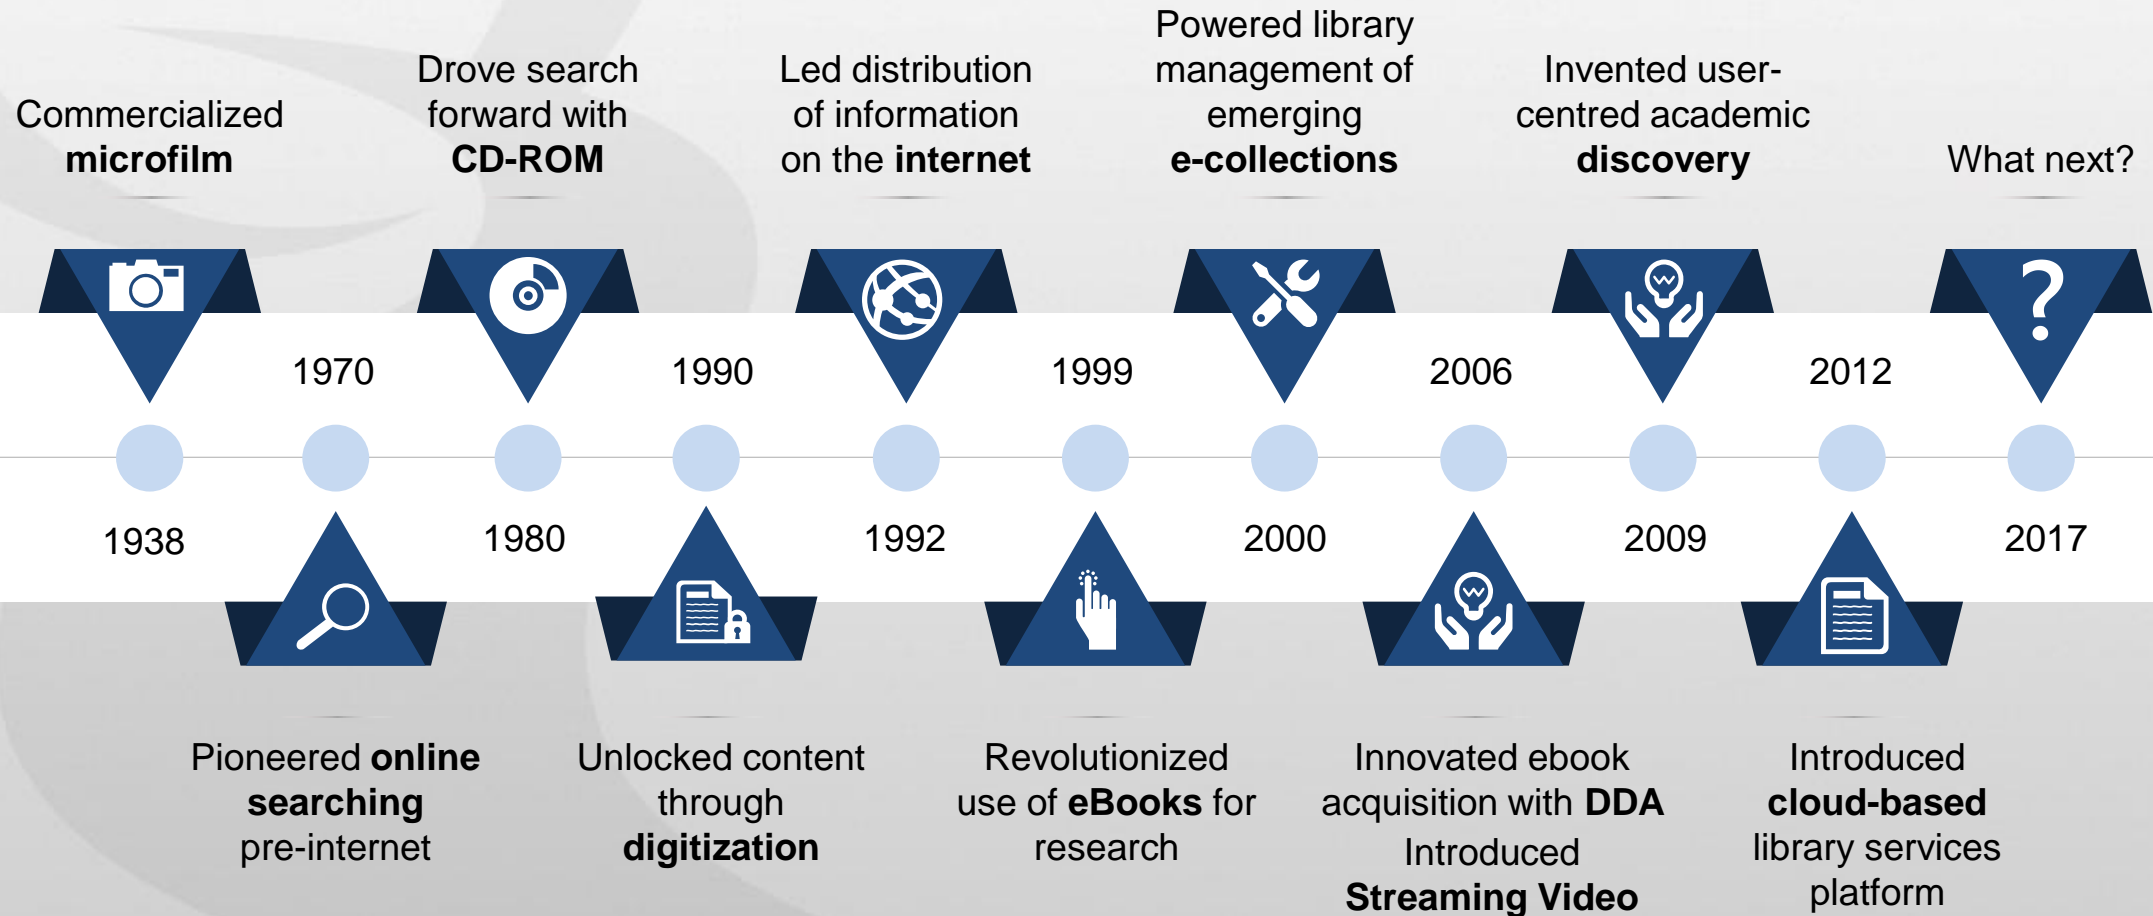 Commercialized
microfilm
Drove search
forward with
CD-ROM
Led distribution
of information
on the internet
Powered library
management of
emerging
e-collections
Invented user-
centred academic
discovery
What next?
?
1970
1990
1999
2006
2012
1938
1980
1992
2000
2009
2017
Pioneered online
searching
pre-internet
Unlocked content
through
digitization
Revolutionized
use of eBooks for
research
Innovated ebook
acquisition with DDA
Introduced
Streaming Video
Introduced
cloud-based
library services
platform